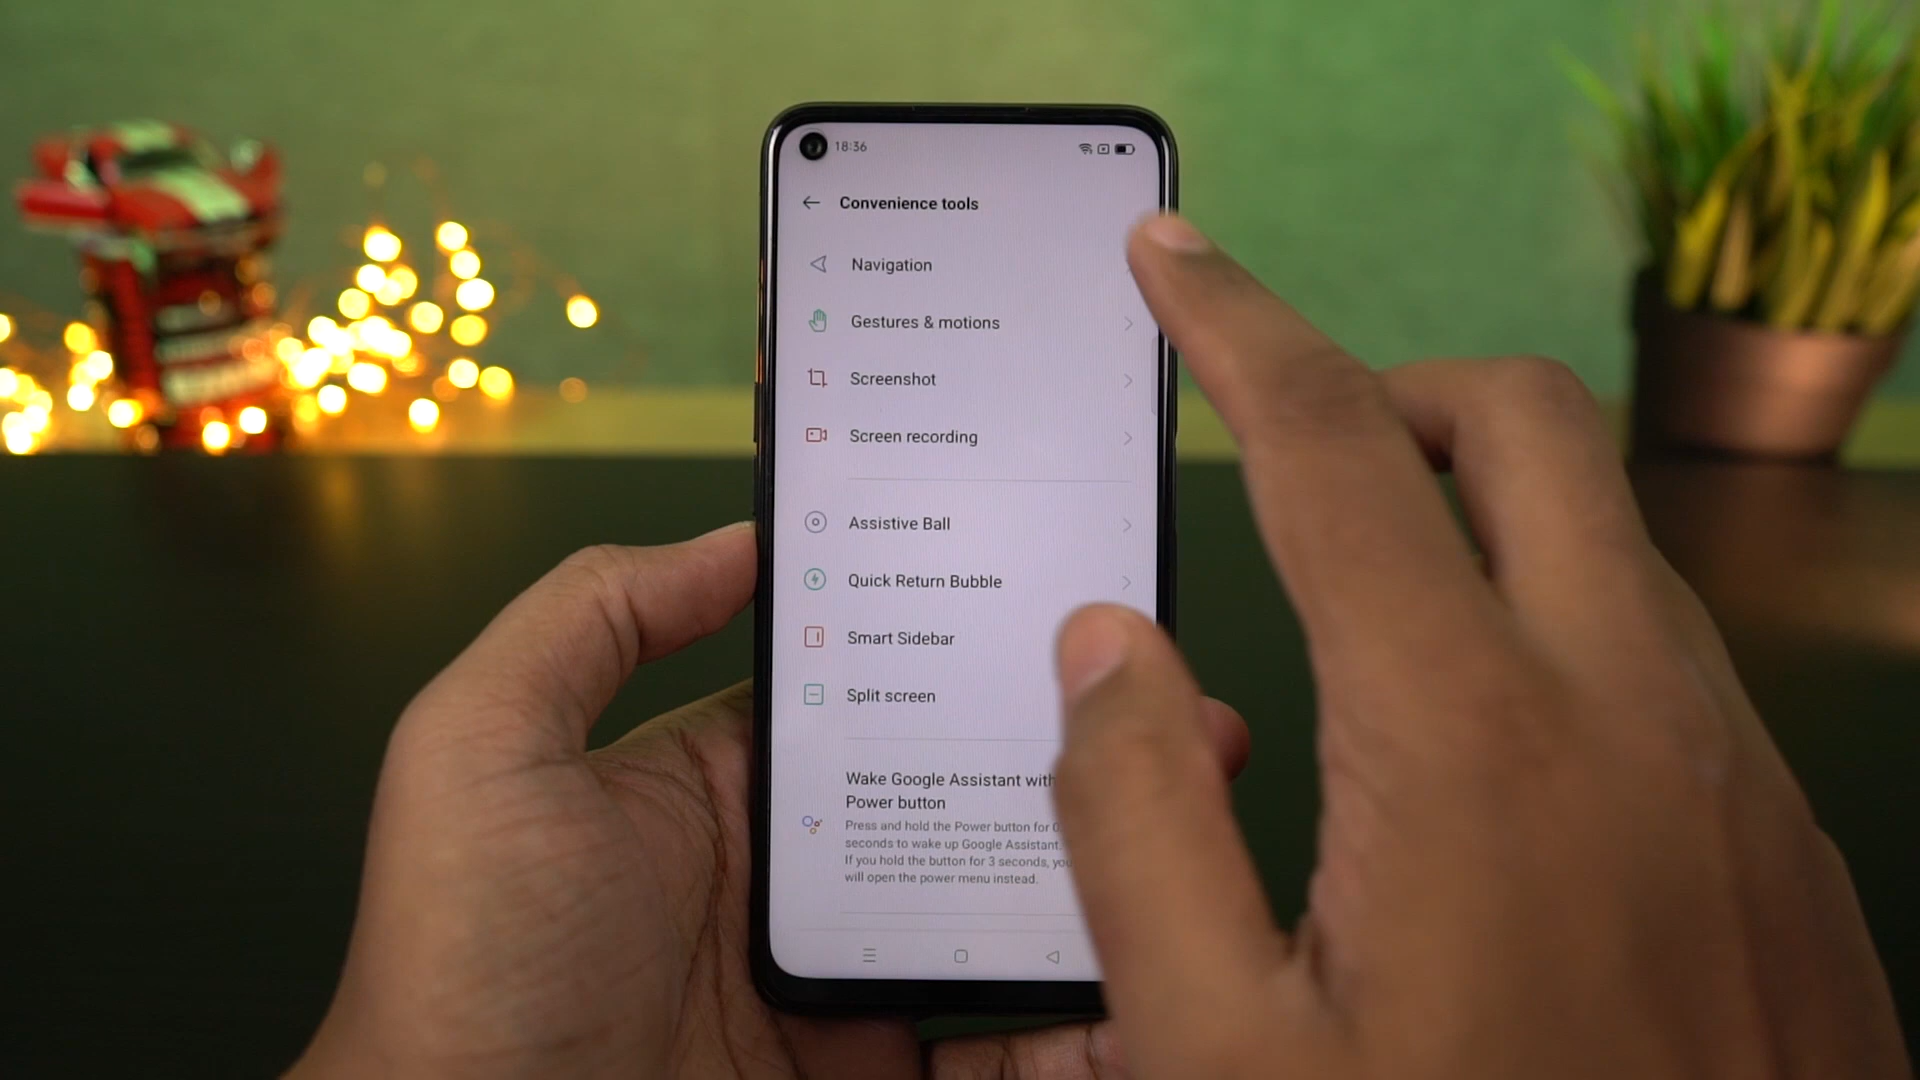 18:36
Convenience tools
Navigation
Gestures & motions
Screenshot
Screen recording
Assistive Ball
Quick Return Bubble
Smart Sidebar
Split screen
Wake Google Assistant with
Power button
Press and hold the Power button for
seconds to wake up Google Assistant.
If you hold the button for 3 seconds, you
will open the power menu instead.